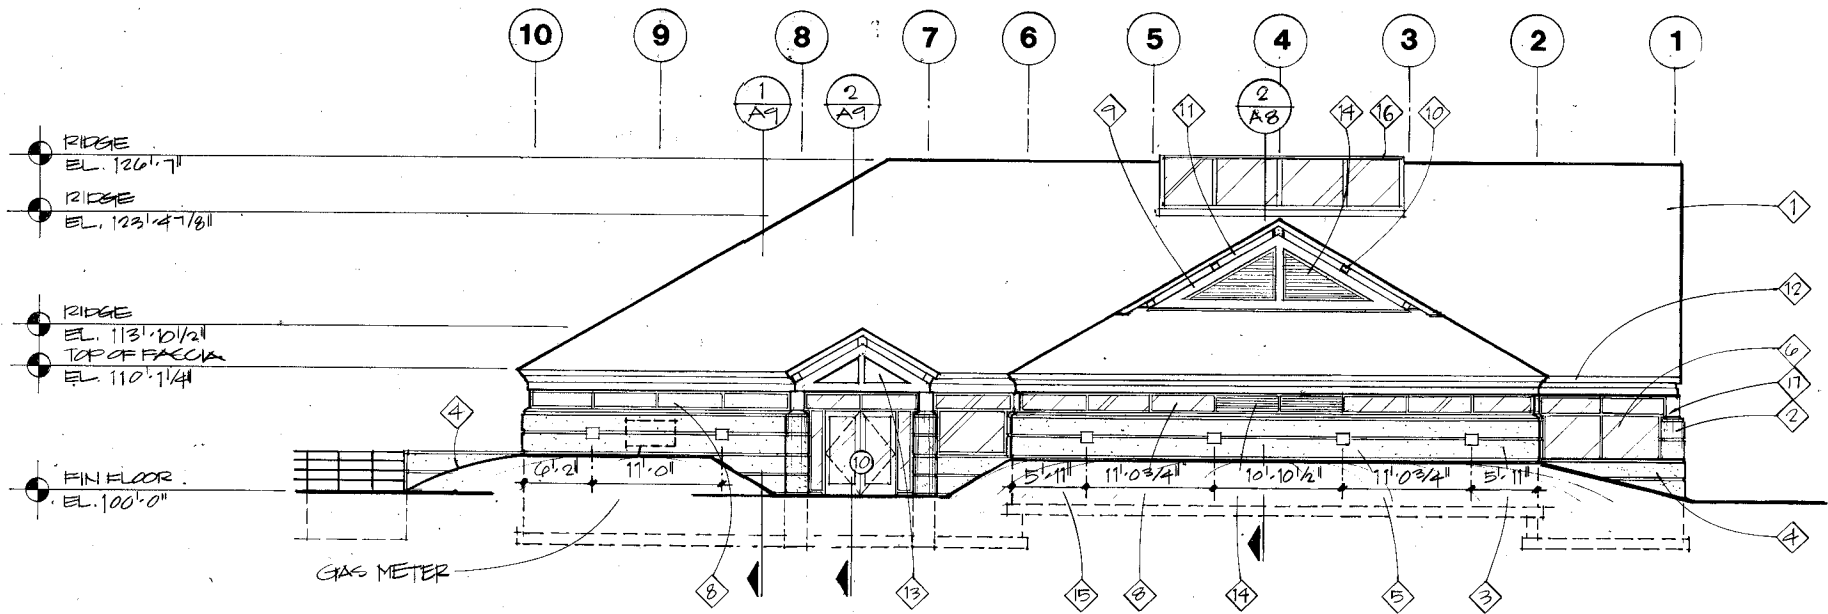 10 9 8 7 6 5 4 3 2 1
1
A9
2
A9
2
A8
9 11 14 16 10
RIDGE
EL. 126'-7"
RIDGE
EL. 123'-4 7/8"
1
12
RIDGE
EL. 113'-10 1/2"
TOP OF FASCIA
EL. 110'-1 1/4"
6
17
2
4
10
6'-2" 11'-0" 5'-11" 11'-0 3/4" 10'-10 1/2" 11'-0 3/4" 5'-11"
FIN FLOOR
EL. 100'-0"
4
GAS METER
8 13 15 8 14 5 3